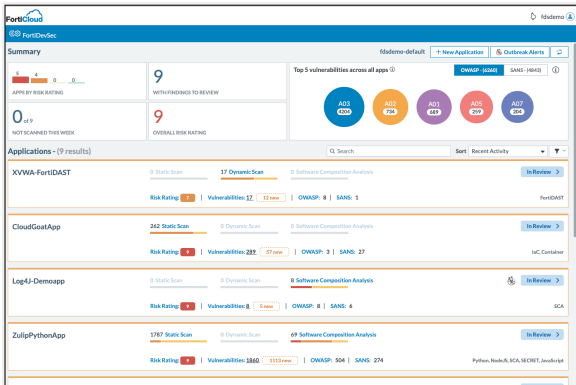 FortiCloud
fdsdemo
FortiDevSec
Summary
fdsdemo-default
+ New Application
Outbreak Alerts
5 4 0 0
APPS BY RISK RATING
9
WITH FINDINGS TO REVIEW
0 of 9
NOT SCANNED THIS WEEK
9
OVERALL RISK RATING
Top 5 vulnerabilities across all apps
OWASP - (6260) SANS - (4843)
A03 4204
A02 734
A01 689
A05 259
A07 204
Applications - (9 results)
Search
Sort Recent Activity
XVWA-FortiDAST
0 Static Scan 17 Dynamic Scan 0 Software Composition Analysis
In Review >
Risk Rating: 7 | Vulnerabilities: 17 12 new | OWASP: 8 | SANS: 1
FortiDAST
CloudGoatApp
262 Static Scan 0 Dynamic Scan 0 Software Composition Analysis
In Review >
Risk Rating: 9 | Vulnerabilities: 289 57 new | OWASP: 3 | SANS: 27
IaC, Container
Log4J-Demoapp
0 Static Scan 0 Dynamic Scan 8 Software Composition Analysis
In Review >
Risk Rating: 9 | Vulnerabilities: 8 5 new | OWASP: 8 | SANS: 6
SCA
ZulipPythonApp
1787 Static Scan 0 Dynamic Scan 69 Software Composition Analysis
In Review >
Risk Rating: 9 | Vulnerabilities: 1860 1113 new | OWASP: 504 | SANS: 274
Python, NodeJS, SCA, SECRET, JavaScript